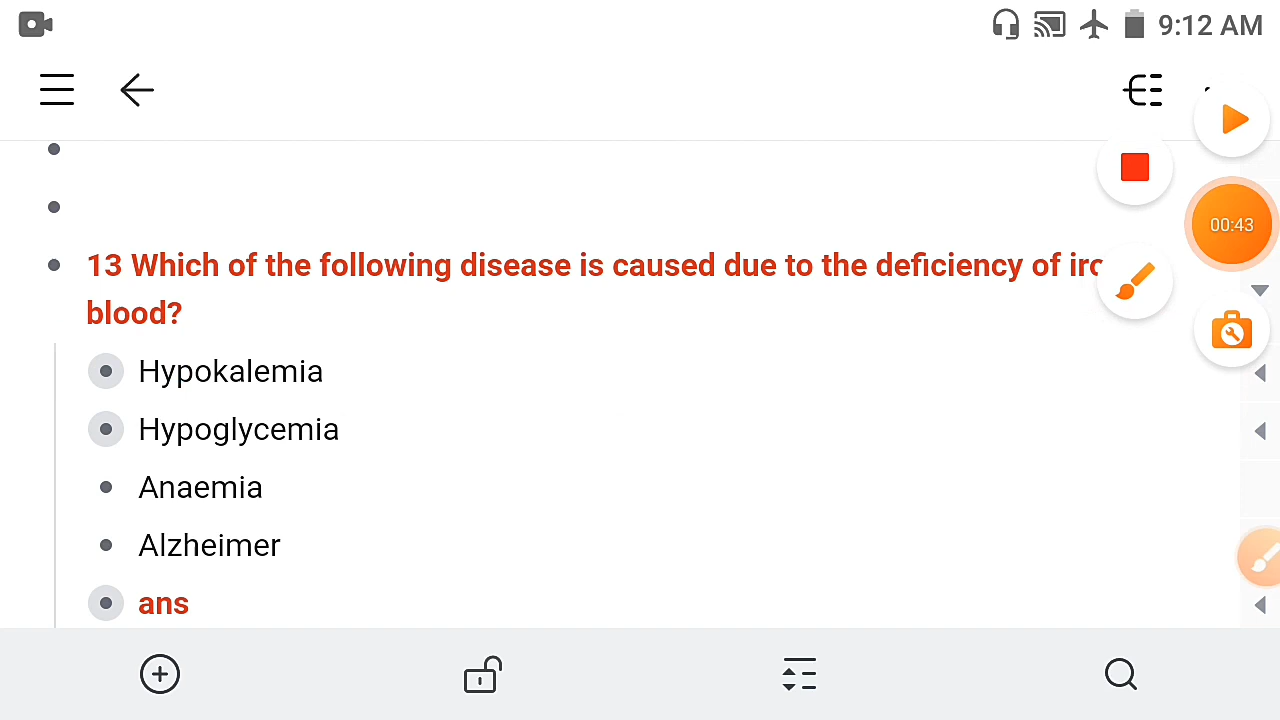 9:12 AM
00:43
13 Which of the following disease is caused due to the deficiency of
blood?
Hypokalemia
Hypoglycemia
Anaemia
Alzheimer
ans